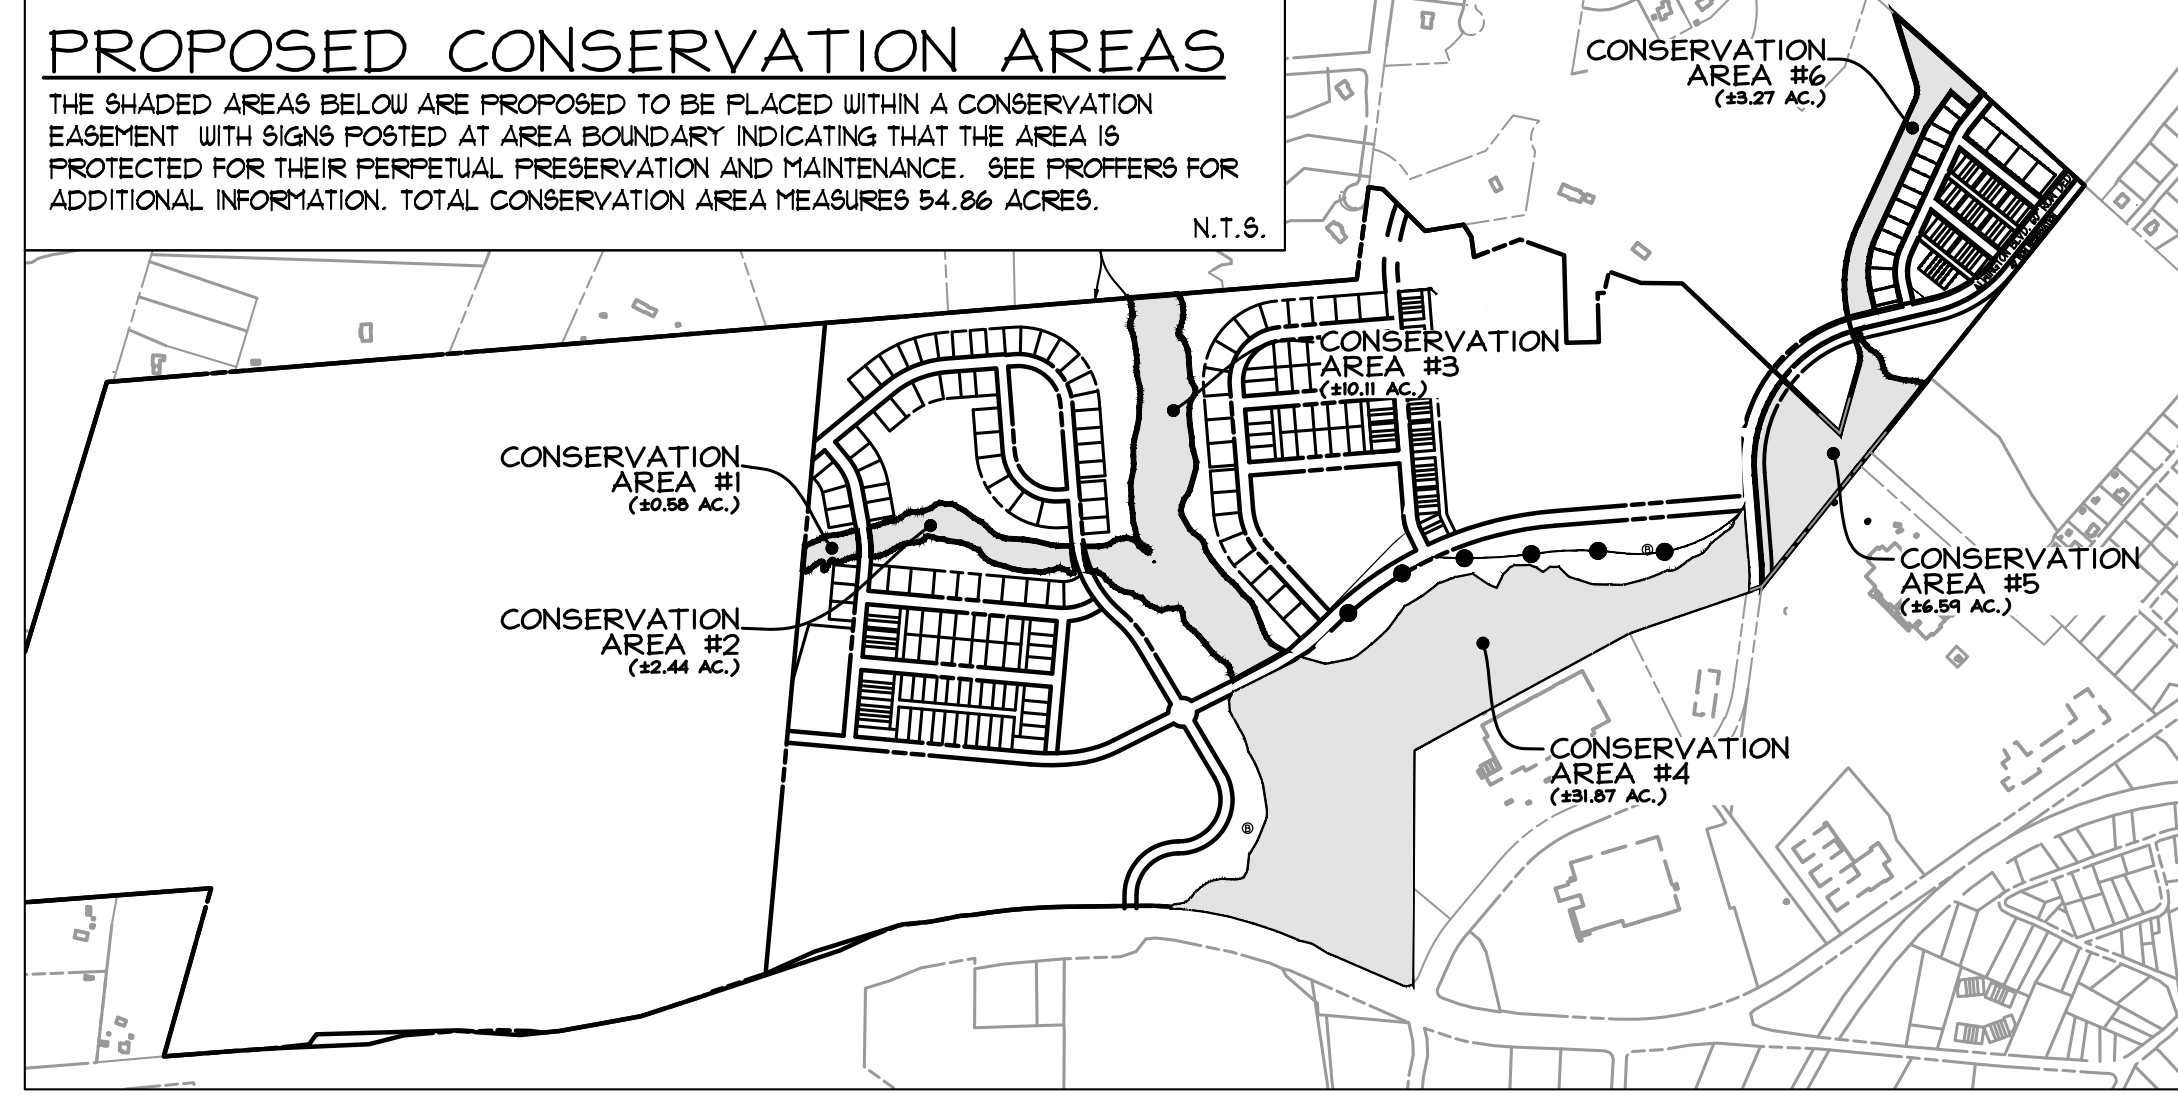 PROPOSED CONSERVATION AREAS
THE SHADED AREAS BELOW ARE PROPOSED TO BE PLACED WITHIN A CONSERVATION
EASEMENT WITH SIGNS POSTED AT AREA BOUNDARY INDICATING THAT THE AREA IS
PROTECTED FOR THEIR PERPETUAL PRESERVATION AND MAINTENANCE. SEE PROFFERS FOR
ADDITIONAL INFORMATION. TOTAL CONSERVATION AREA MEASURES 54.86 ACRES.
N.T.S.
CONSERVATION
AREA #6
(±3.27 AC.)
CONSERVATION
AREA #3
(±10.11 AC.)
CONSERVATION
AREA #1
(±0.58 AC.)
CONSERVATION
AREA #2
(±2.44 AC.)
CONSERVATION
AREA #5
(±6.59 AC.)
CONSERVATION
AREA #4
(±31.87 AC.)
B
B